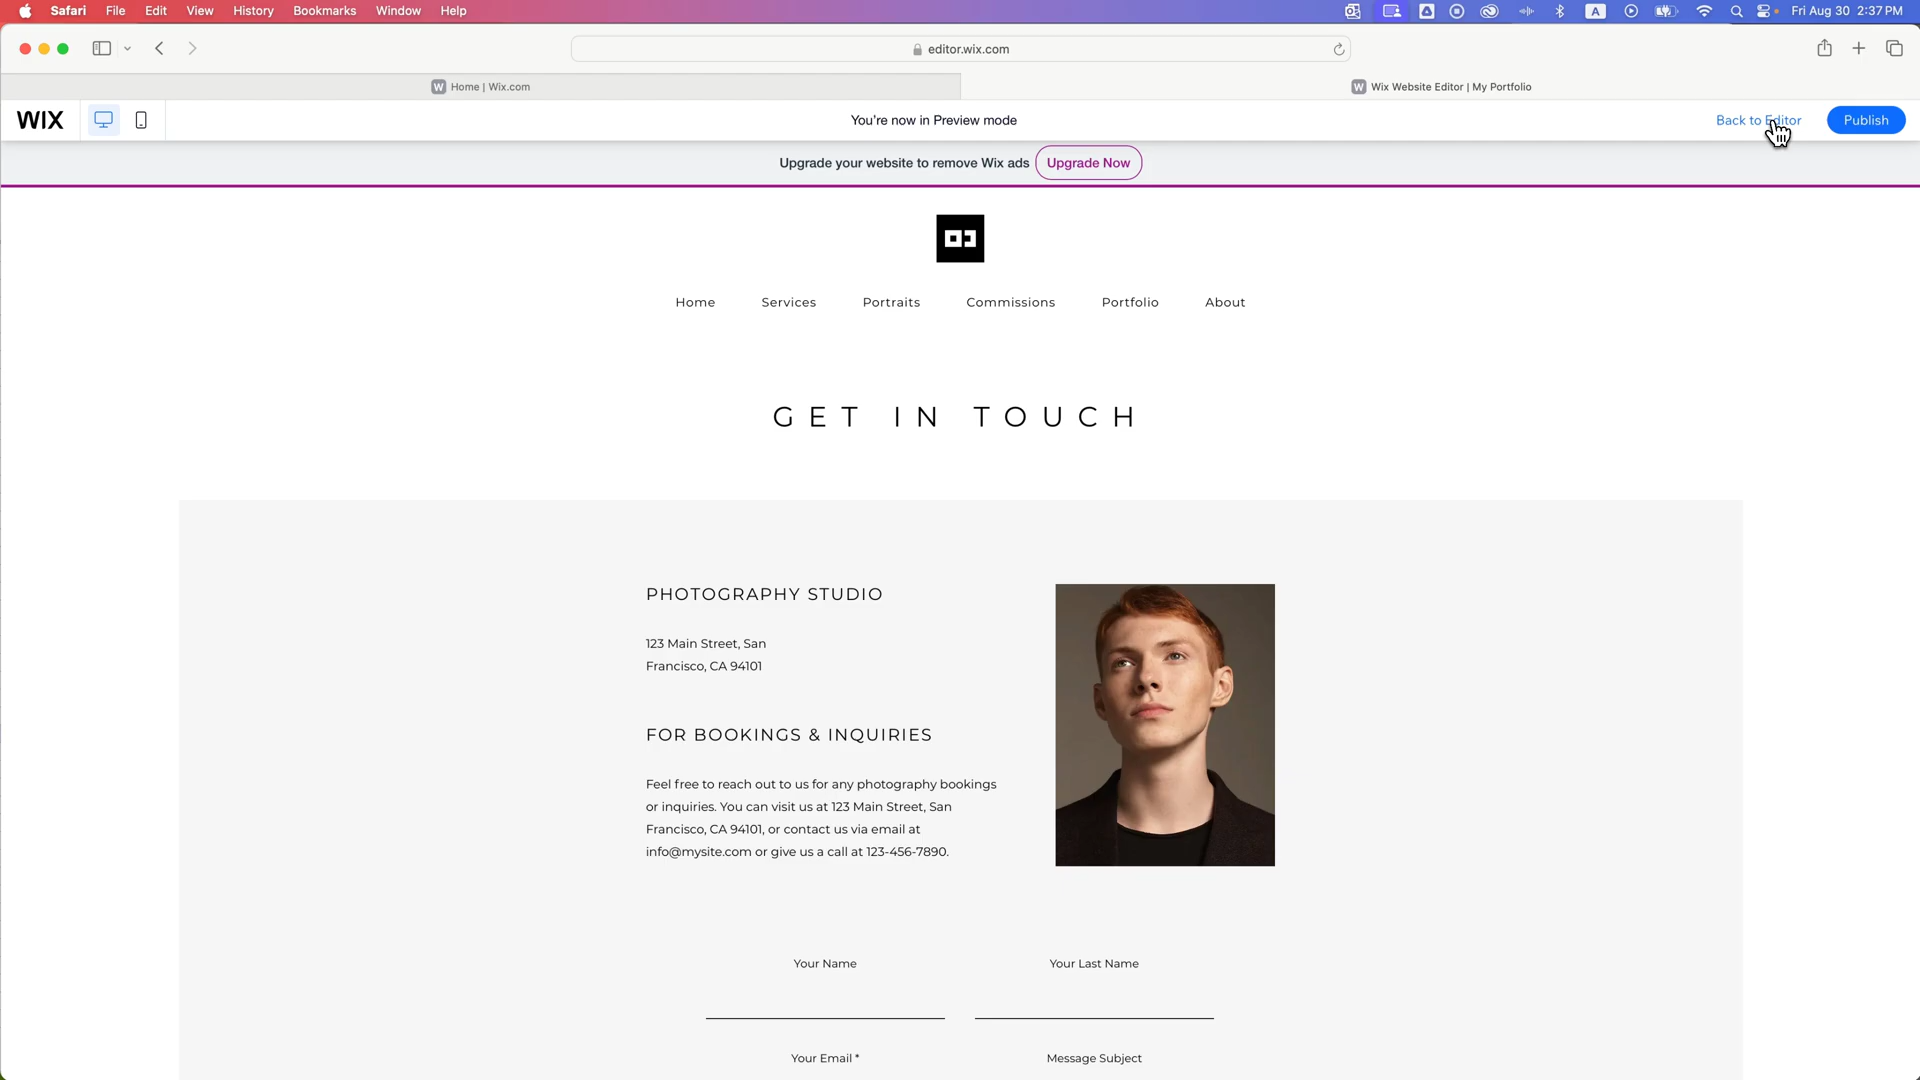 Safari File Edit View History Bookmarks Window Help
A
Fri Aug 30 2:37 PM
editor.wix.com
W Home | Wix.com
W Wix Website Editor | My Portfolio
WIX
You're now in Preview mode
Back to Editor
Publish
Upgrade your website to remove Wix ads
Upgrade Now
Home Services Portraits Commissions Portfolio About
GET IN TOUCH
PHOTOGRAPHY STUDIO
123 Main Street, San
Francisco, CA 94101
FOR BOOKINGS & INQUIRIES
Feel free to reach out to us for any photography bookings
or inquiries. You can visit us at 123 Main Street, San
Francisco, CA 94101, or contact us via email at
info@mysite.com or give us a call at 123-456-7890.
Your Name
Your Last Name
Your Email *
Message Subject